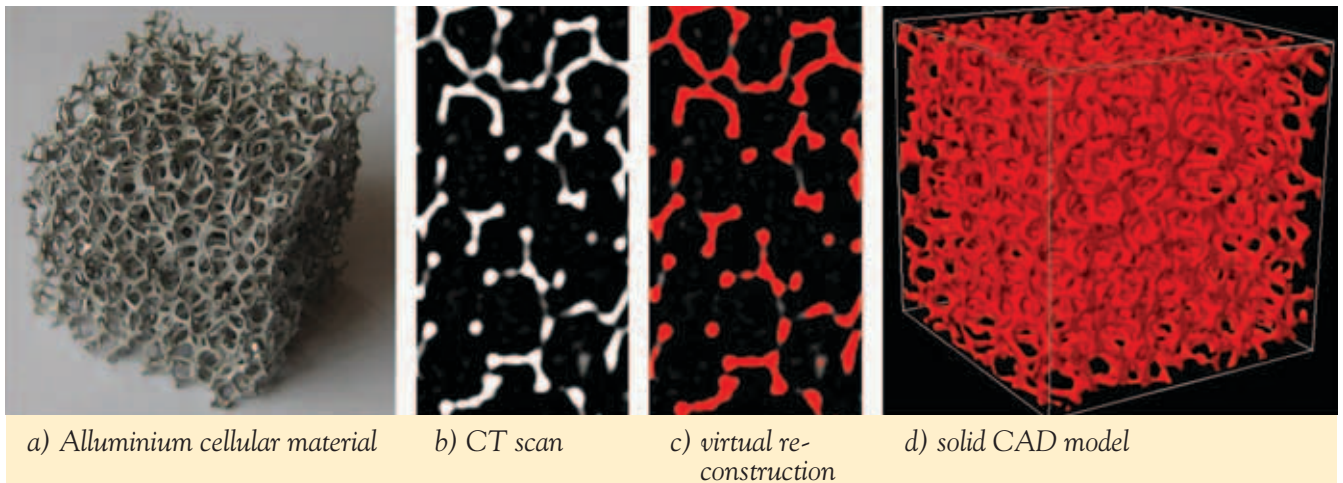 a) Alluminium cellular material
b) CT scan
c) virtual re-
construction
d) solid CAD model